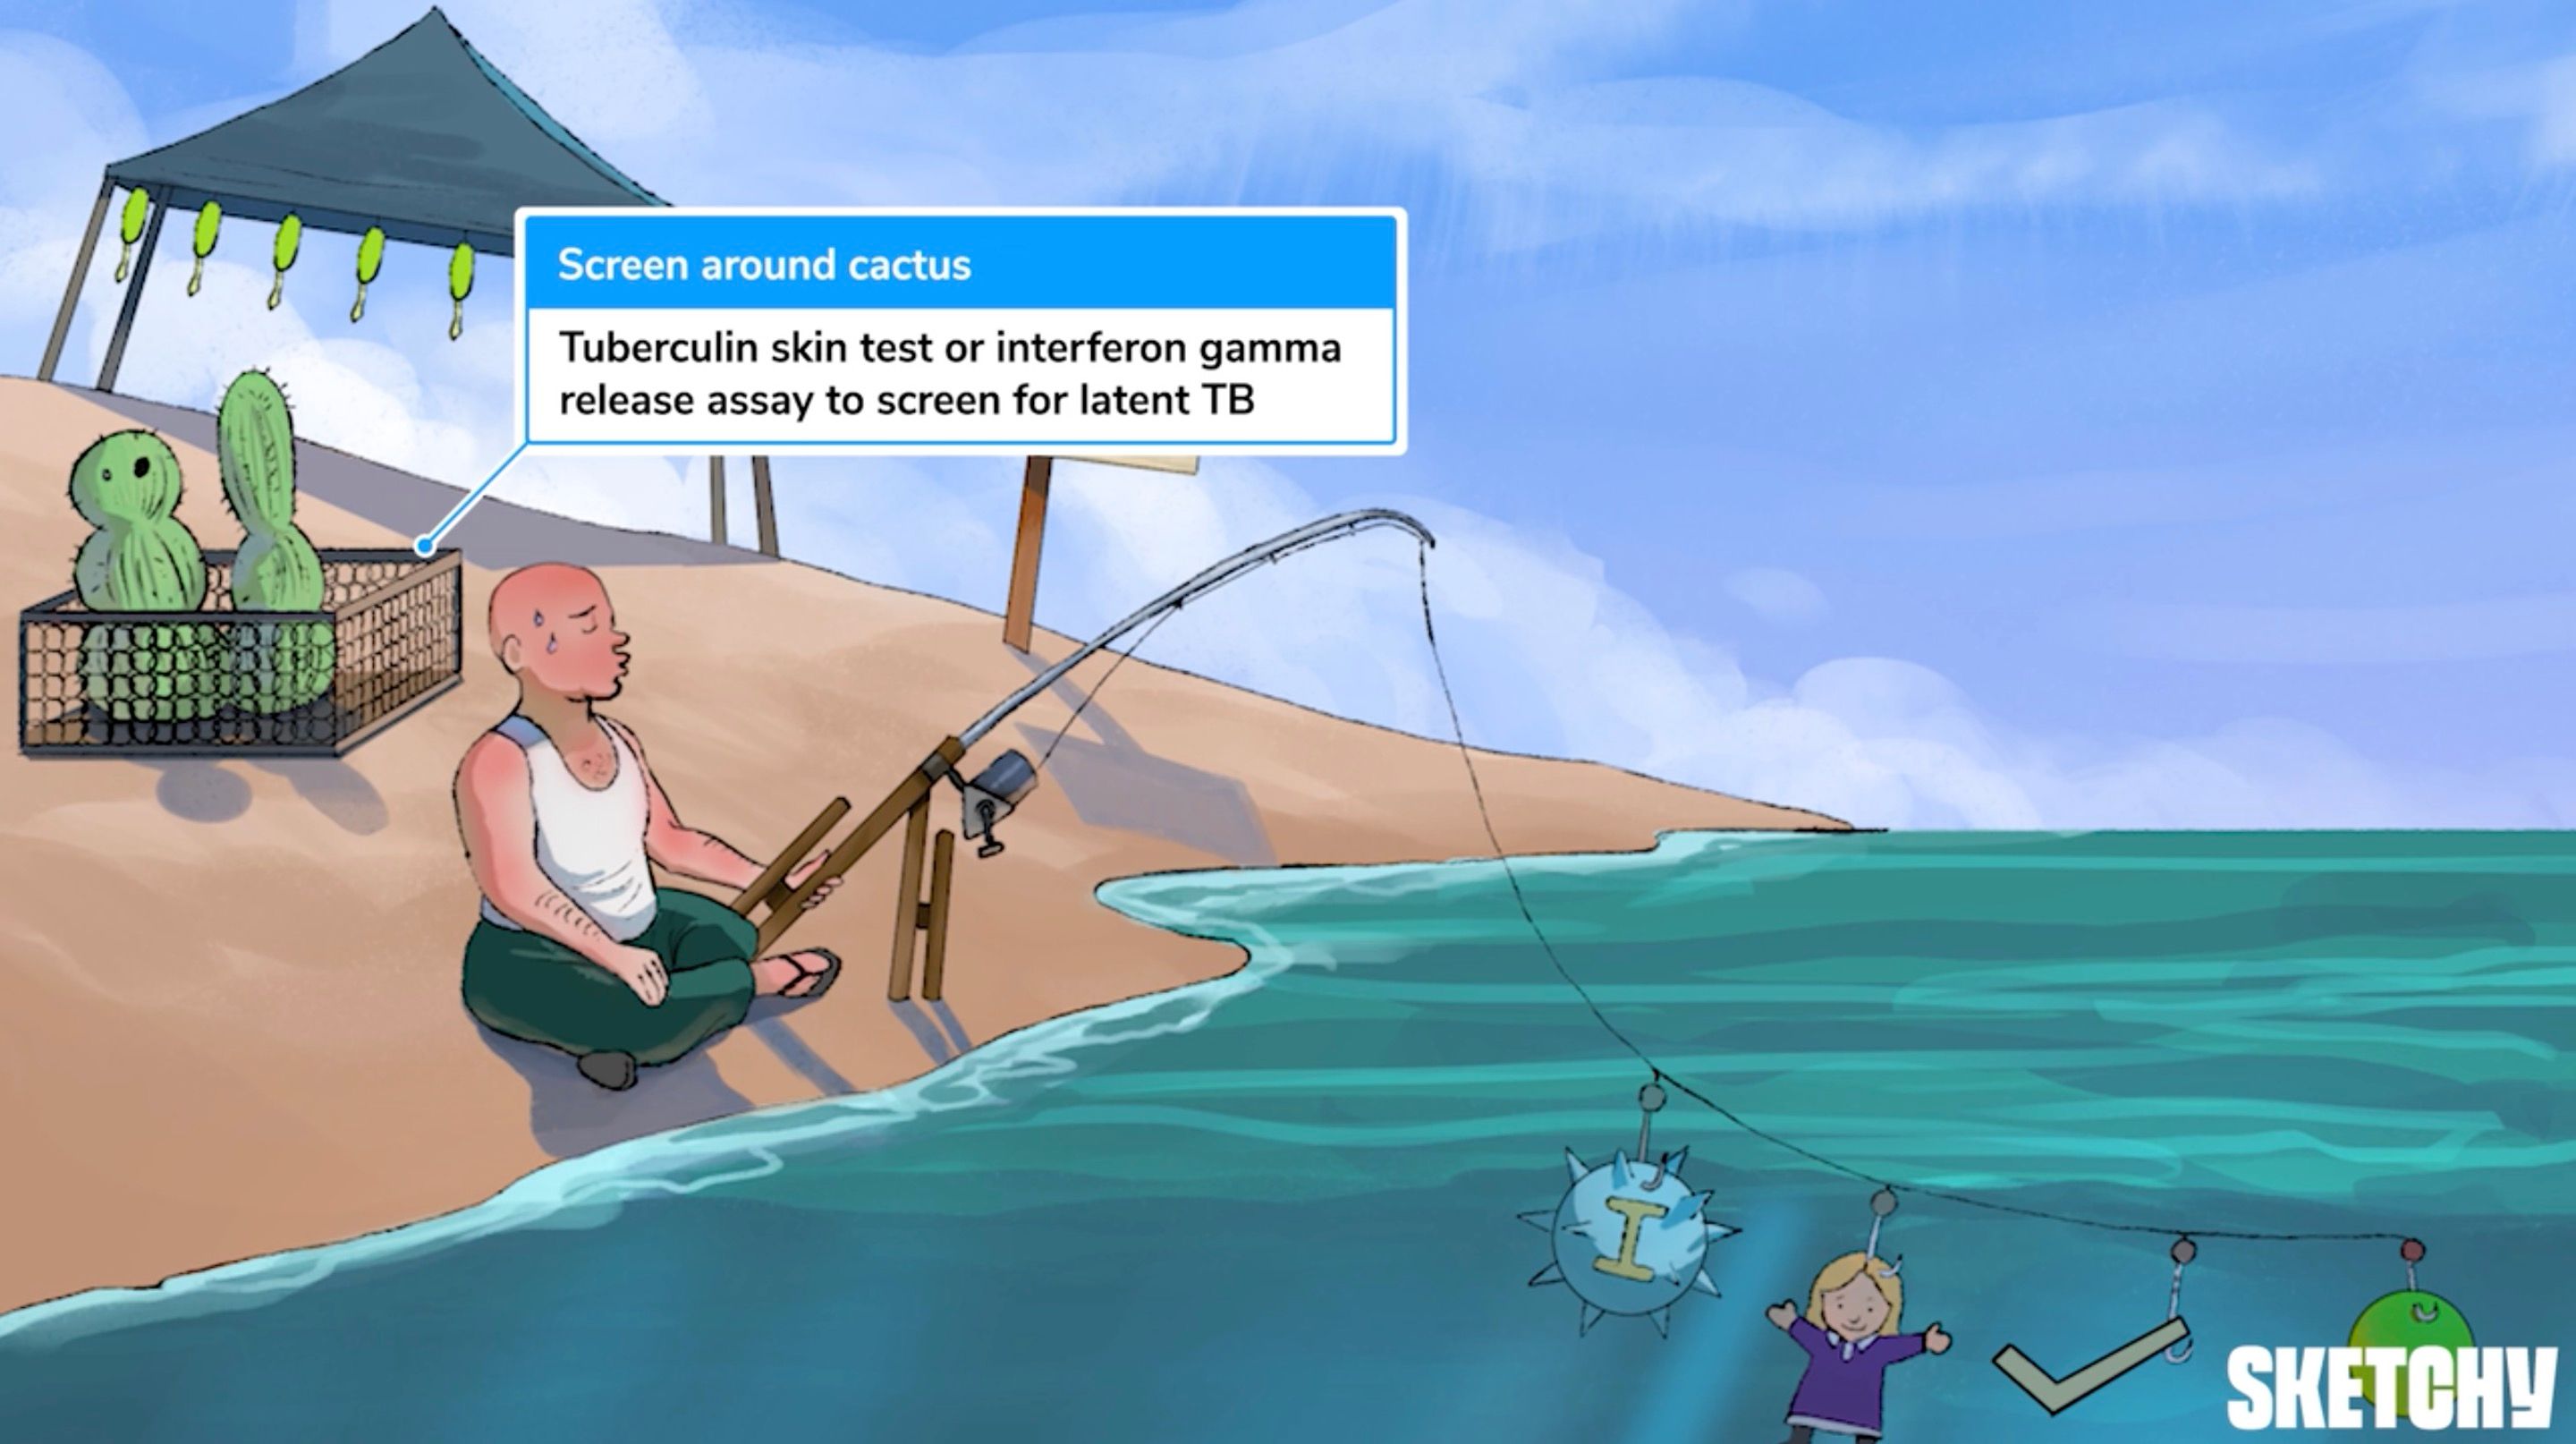 Screen around cactus
Tuberculin skin test or interferon gamma
release assay to screen for latent TB
I
SKETCHY